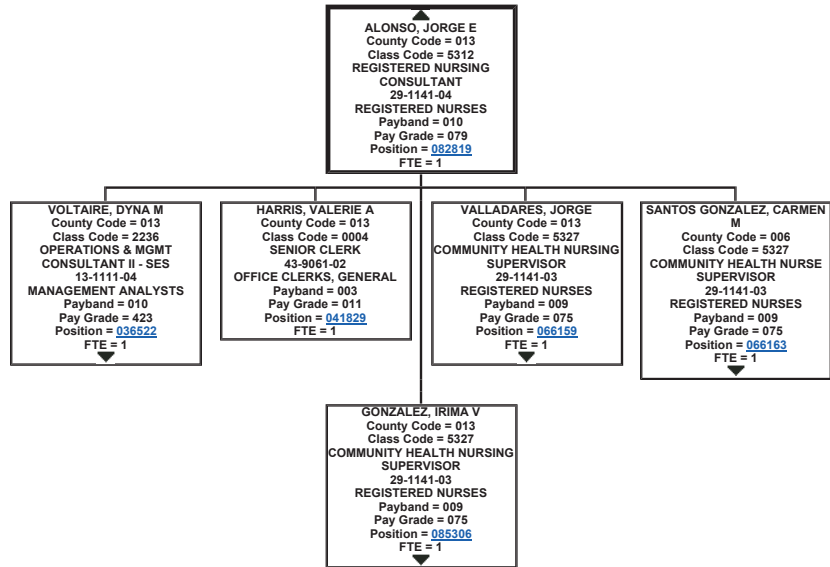 ALONSO, JORGE E
County Code = 013
Class Code = 5312
REGISTERED NURSING
CONSULTANT
29-1141-04
REGISTERED NURSES
Payband = 010
Pay Grade = 079
Position = 082819
FTE = 1
VOLTAIRE, DYNA M
County Code = 013
Class Code = 2236
OPERATIONS & MGMT
CONSULTANT II - SES
13-1111-04
MANAGEMENT ANALYSTS
Payband = 010
Pay Grade = 423
Position = 036522
FTE = 1
HARRIS, VALERIE A
County Code = 013
Class Code = 0004
SENIOR CLERK
43-9061-02
OFFICE CLERKS, GENERAL
Payband = 003
Pay Grade = 011
Position = 041829
FTE = 1
VALLADARES, JORGE
County Code = 013
Class Code = 5327
COMMUNITY HEALTH NURSING
SUPERVISOR
29-1141-03
REGISTERED NURSES
Payband = 009
Pay Grade = 075
Position = 066159
FTE = 1
SANTOS GONZALEZ, CARMEN
M
County Code = 006
Class Code = 5327
COMMUNITY HEALTH NURSE
SUPERVISOR
29-1141-03
REGISTERED NURSES
Payband = 009
Pay Grade = 075
Position = 066163
FTE = 1
GONZALEZ, IRIMA V
County Code = 013
Class Code = 5327
COMMUNITY HEALTH NURSING
SUPERVISOR
29-1141-03
REGISTERED NURSES
Payband = 009
Pay Grade = 075
Position = 085306
FTE = 1